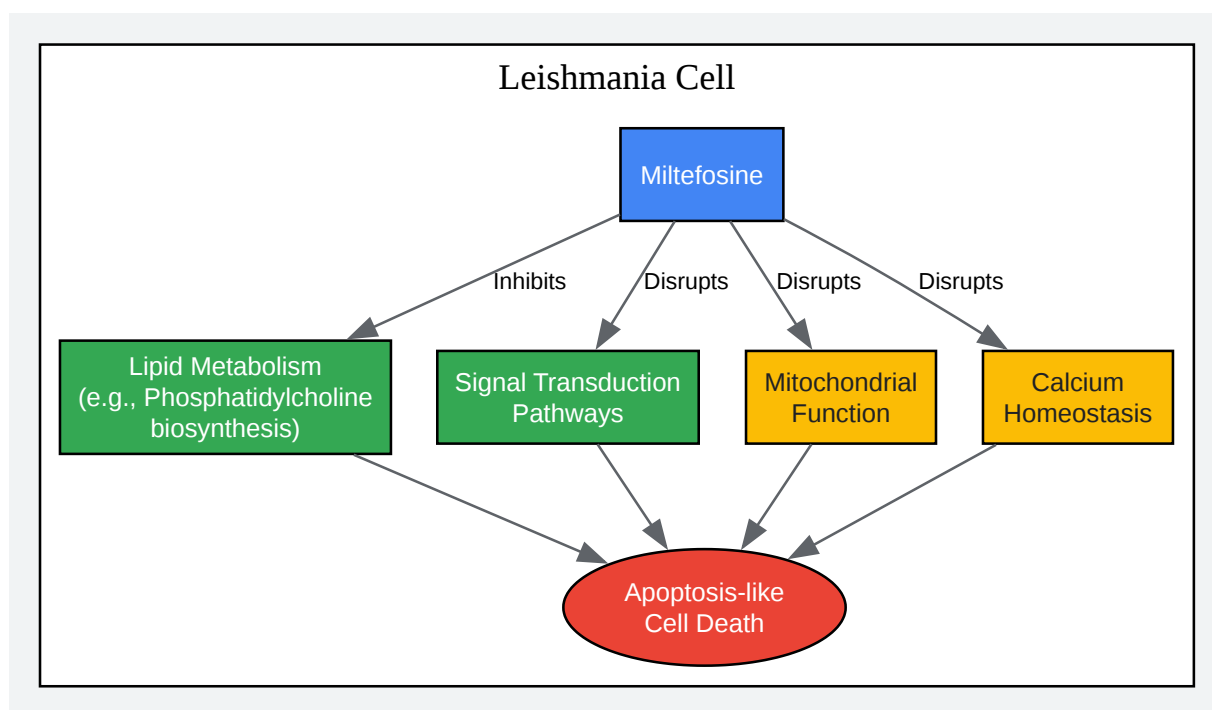 Leishmania Cell
Miltefosine
Inhibits
Disrupts
Disrupts
Disrupts
Lipid Metabolism
(e.g., Phosphatidylcholine
biosynthesis)
Signal Transduction
Pathways
Mitochondrial
Function
Calcium
Homeostasis
Apoptosis-like
Cell Death